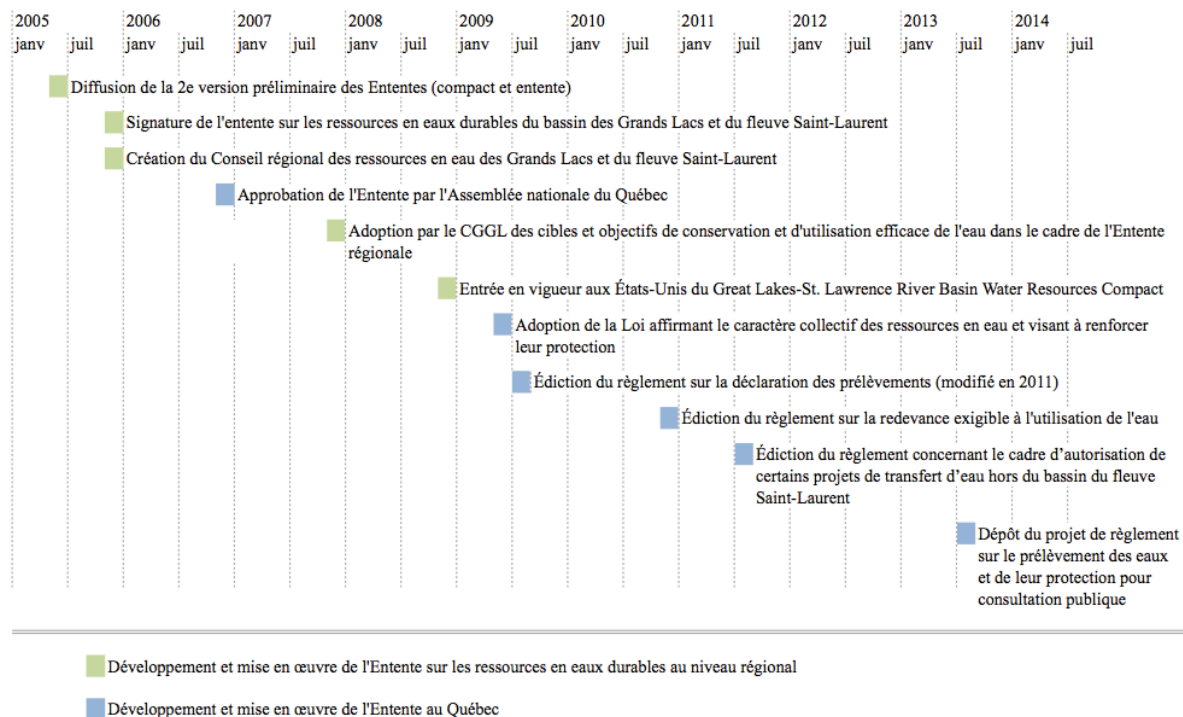 2005 2006 2007 2008 2009 2010 2011 2012 2013 2014
janv juil janv juil janv juil janv juil janv juil janv juil janv juil janv juil janv juil janv juil
Diffusion de la 2e version préliminaire des Ententes (compact et entente)
Signature de l'entente sur les ressources en eaux durables du bassin des Grands Lacs et du fleuve Saint-Laurent
Création du Conseil régional des ressources en eau des Grands Lacs et du fleuve Saint-Laurent
Approbation de l'Entente par l'Assemblée nationale du Québec
Adoption par le CGGL des cibles et objectifs de conservation et d'utilisation efficace de l'eau dans le cadre de l'Entente
régionale
Entrée en vigueur aux États-Unis du Great Lakes-St. Lawrence River Basin Water Resources Compact
Adoption de la Loi affirmant le caractère collectif des ressources en eau et visant à renforcer
leur protection
Édiction du règlement sur la déclaration des prélèvements (modifié en 2011)
Édiction du règlement sur la redevance exigible à l'utilisation de l'eau
Édiction du règlement concernant le cadre d’autorisation de
certains projets de transfert d’eau hors du bassin du fleuve
Saint-Laurent
Dépôt du projet de règlement
sur le prélèvement des eaux
et de leur protection pour
consultation publique
Développement et mise en œuvre de l'Entente sur les ressources en eaux durables au niveau régional
Développement et mise en œuvre de l'Entente au Québec